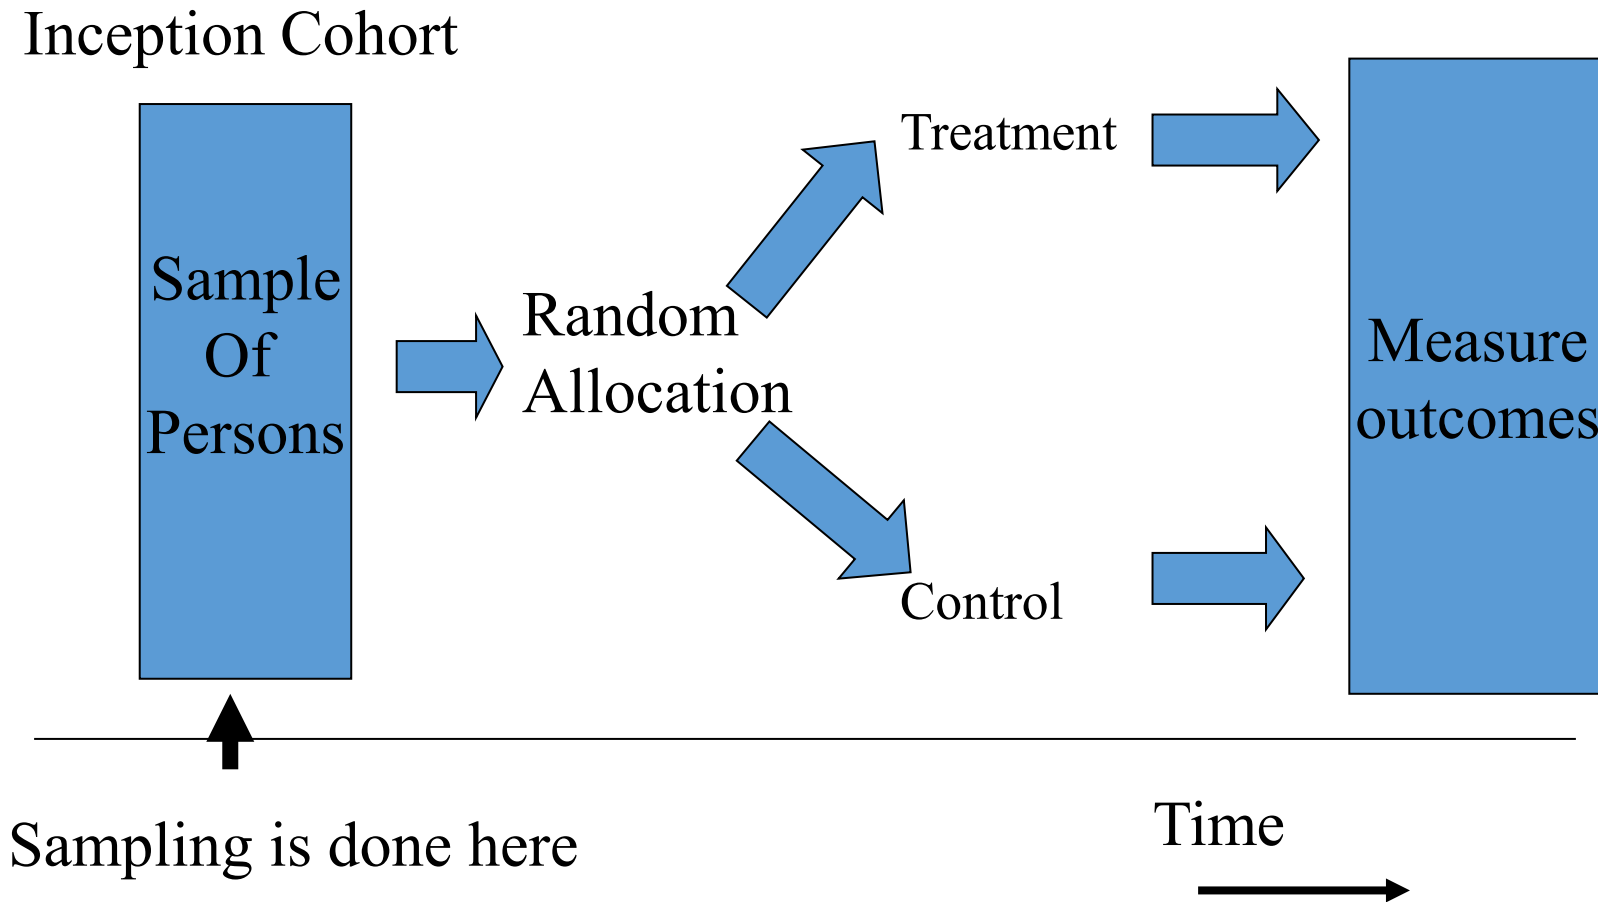 Inception Cohort
Sample
Of
Persons
Random
Allocation
Treatment
Control
Measure
outcomes
Sampling is done here
Time